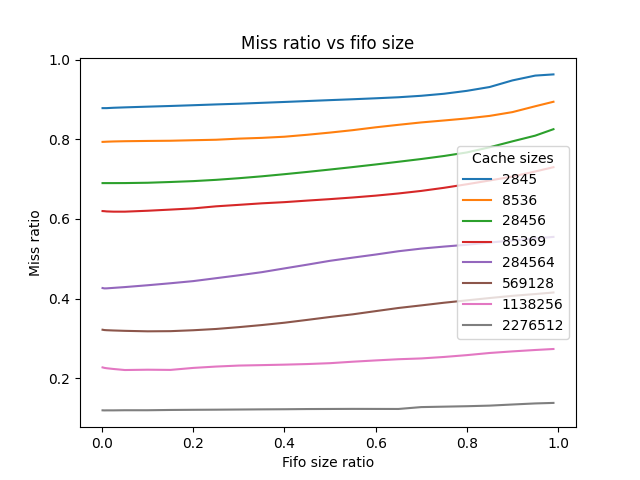 Miss ratio vs fifo size
1.0
0.8
0.6
0.4
0.2
Miss ratio
Cache sizes
2845
8536
28456
85369
284564
569128
1138256
2276512
0.0 0.2 0.4 0.6 0.8 1.0
Fifo size ratio